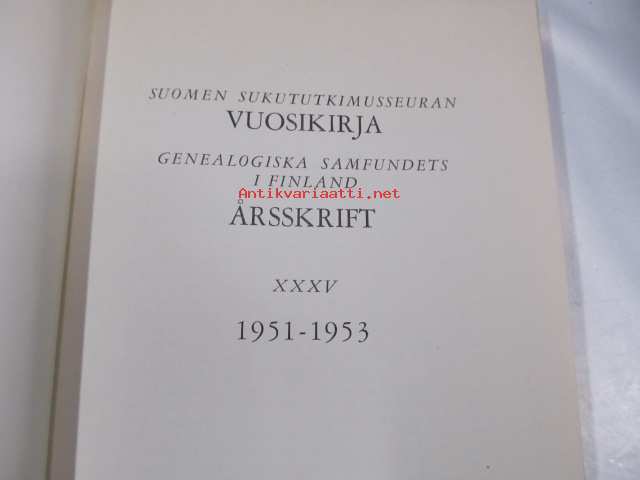 SUOMEN SUKUTUTKIMUSSEURAN
VUOSIKIRJA
GENEALOGISKA SAMFUNDETS
I FINLAND
Antikvariaatti.net
ÅRSSKRIFT
XXXV
1951-1953